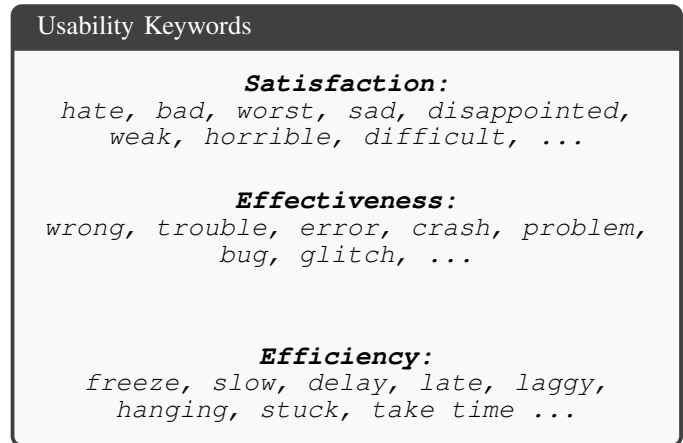 Usability Keywords
Satisfaction:
hate, bad, worst, sad, disappointed,
weak, horrible, difficult, ...
Effectiveness:
wrong, trouble, error, crash, problem,
bug, glitch, ...
Efficiency:
freeze, slow, delay, late, laggy,
hanging, stuck, take time ...